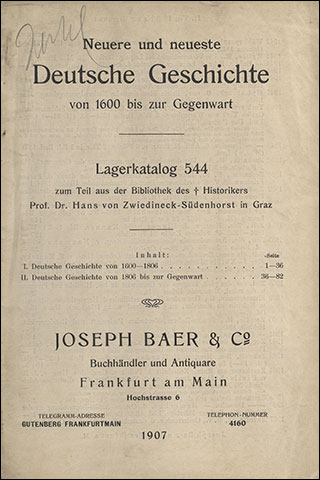 Neuere und neueste
Deutsche Geschichte
von 1600 bis zur Gegenwart
Lagerkatalog 544
zum Teil aus der Bibliothek des † Historikers
Prof. Dr. Hans von Zwiedineck-Südenhorst in Graz
Inhalt:
Seite
I. Deutsche Geschichte von 1600—1806 . . . . . . . . . . . 1—36
II. Deutsche Geschichte von 1806 bis zur Gegenwart . . . . . . 36—82
JOSEPH BAER & Co
Buchhändler und Antiquare
Frankfurt am Main
Hochstrasse 6
TELEGRAMM-ADRESSE
GUTENBERG FRANKFURTMAIN
TELEPHON-NUMMER
4160
1907